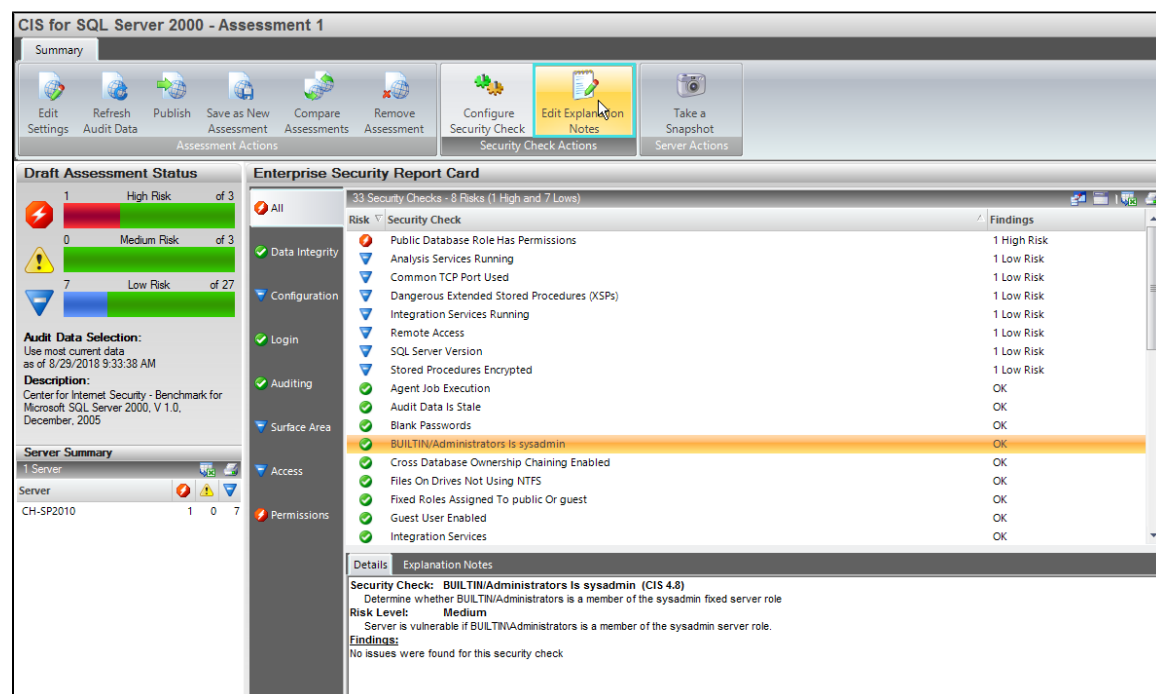 CIS for SQL Server 2000 - Assessment 1
Summary
Edit Settings
Refresh Audit Data
Publish
Save as New Assessment
Compare Assessments
Remove Assessment
Assessment Actions
Configure Security Check
Edit Explanation Notes
Security Check Actions
Take a Snapshot
Server Actions
Draft Assessment Status
1 High Risk of 3
0 Medium Risk of 3
7 Low Risk of 27
Audit Data Selection:
Use most current data
as of 8/29/2018 9:33:38 AM
Description:
Center for Internet Security - Benchmark for
Microsoft SQL Server 2000, V 1.0,
December, 2005
Server Summary
1 Server
Server
CH-SP2010 1 0 7
Enterprise Security Report Card
All
Data Integrity
Configuration
Login
Auditing
Surface Area
Access
Permissions
33 Security Checks - 8 Risks (1 High and 7 Lows)
Risk Security Check Findings
Public Database Role Has Permissions 1 High Risk
Analysis Services Running 1 Low Risk
Common TCP Port Used 1 Low Risk
Dangerous Extended Stored Procedures (XSPs) 1 Low Risk
Integration Services Running 1 Low Risk
Remote Access 1 Low Risk
SQL Server Version 1 Low Risk
Stored Procedures Encrypted 1 Low Risk
Agent Job Execution OK
Audit Data Is Stale OK
Blank Passwords OK
BUILTIN/Administrators Is sysadmin OK
Cross Database Ownership Chaining Enabled OK
Files On Drives Not Using NTFS OK
Fixed Roles Assigned To public Or guest OK
Guest User Enabled OK
Integration Services OK
Details Explanation Notes
Security Check: BUILTIN/Administrators Is sysadmin (CIS 4.8)
Determine whether BUILTIN/Administrators is a member of the sysadmin fixed server role
Risk Level: Medium
Server is vulnerable if BUILTIN\Administrators is a member of the sysadmin server role.
Findings:
No issues were found for this security check